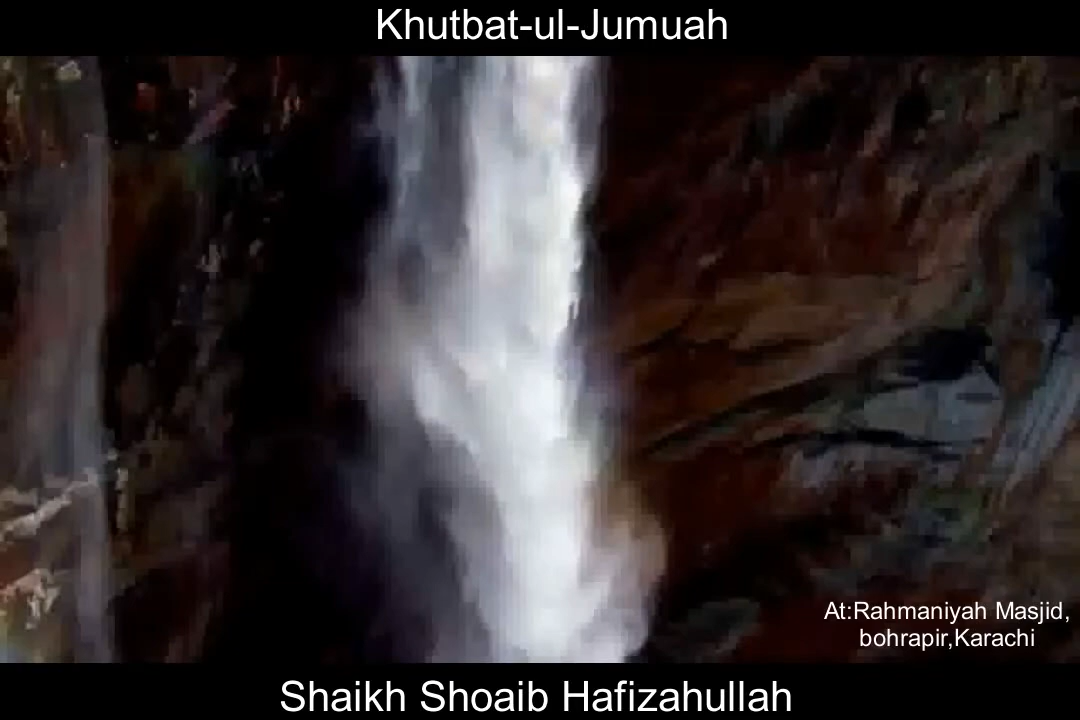 Khutbat-ul-Jumuah
At:Rahmaniyah Masjid,
bohrapir,Karachi
Shaikh Shoaib Hafizahullah